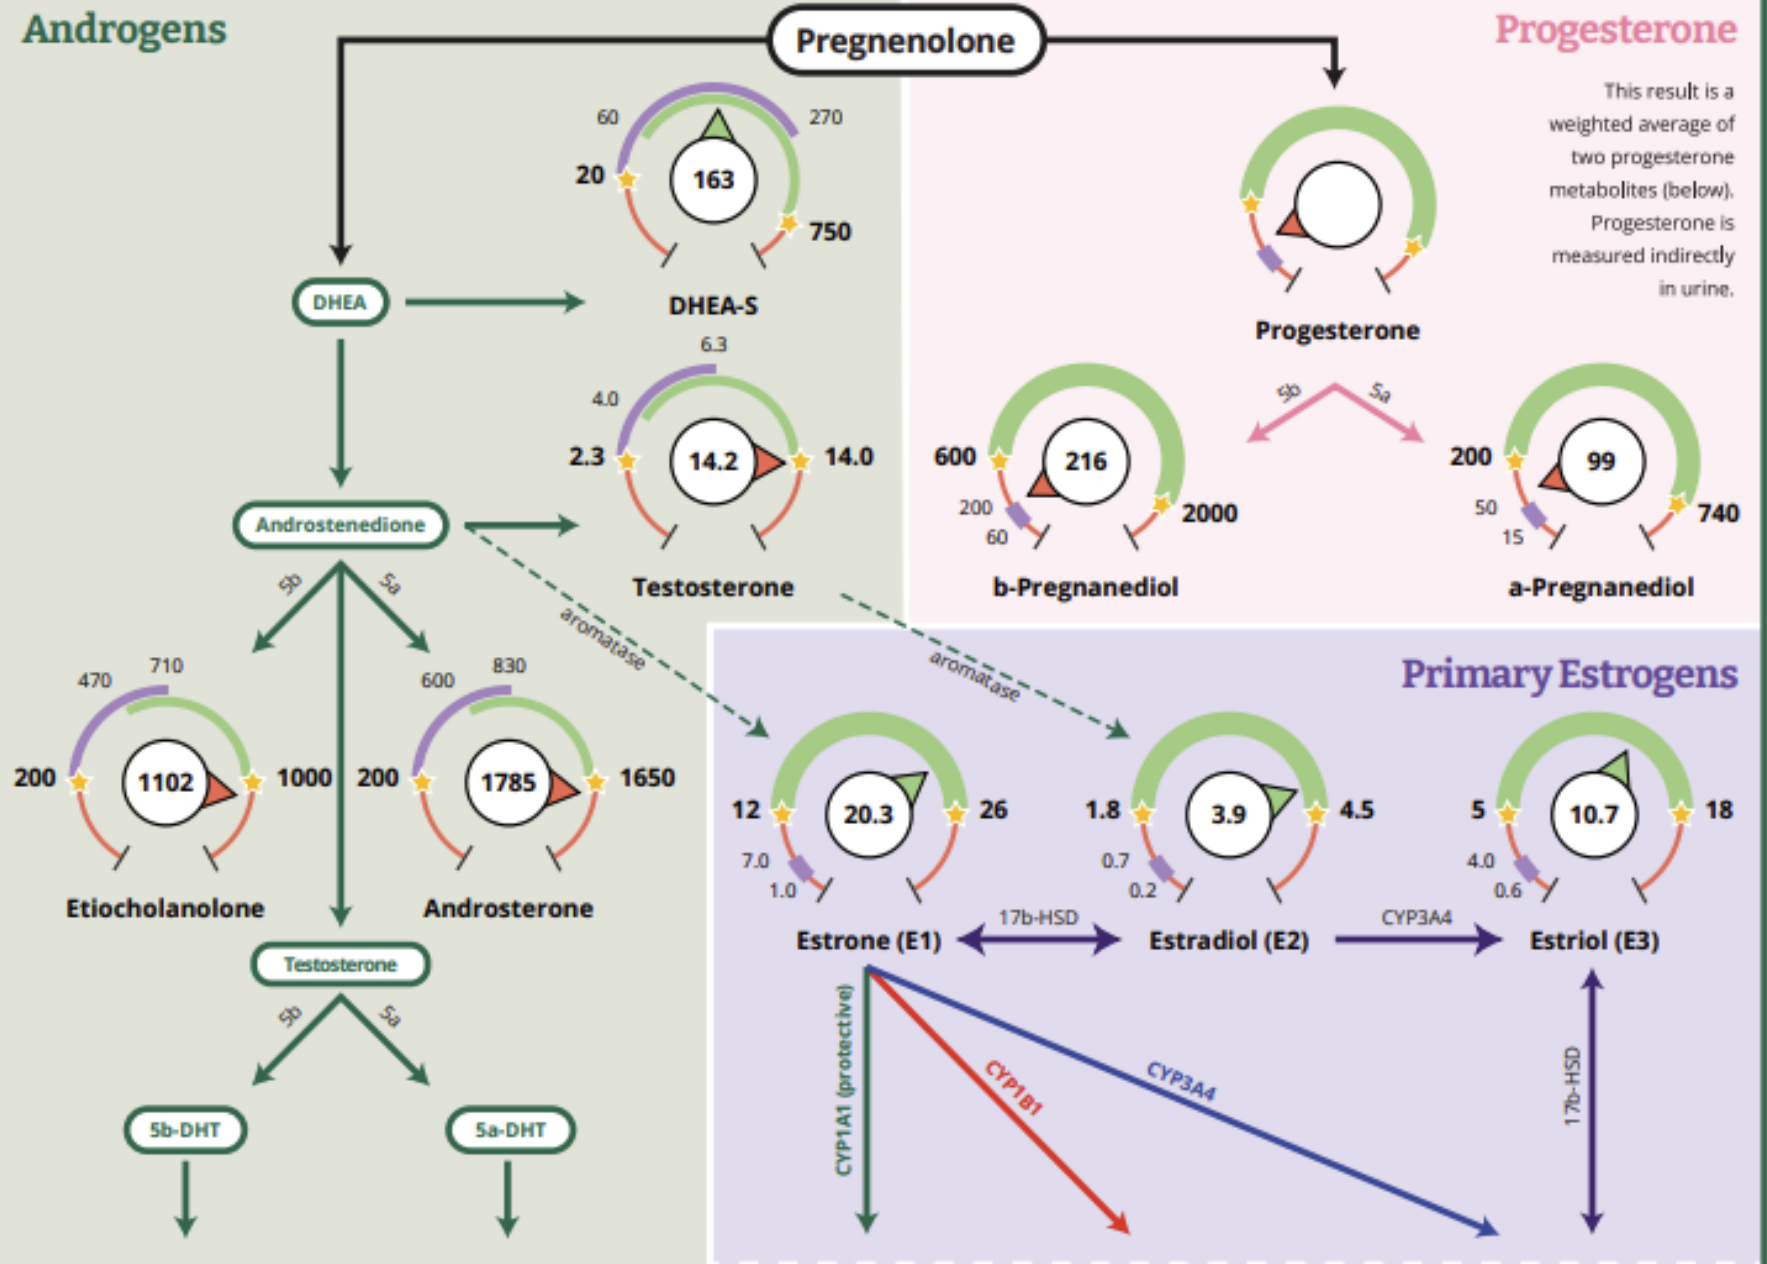 Androgens
Pregnenolone
Progesterone
This result is a
weighted average of
two progesterone
metabolites (below).
Progesterone is
measured indirectly
in urine.
60
270
20
163
750
DHEA
DHEA-S
Progesterone
6.3
4.0
2.3
14.2
14.0
Testosterone
5b
5a
600
216
200
60
2000
b-Pregnanediol
200
99
50
15
740
a-Pregnanediol
Androstenedione
5b
5a
aromatase
aromatase
Primary Estrogens
470
710
200
1102
1000
Etiocholanolone
600
830
200
1785
1650
Androsterone
12
20.3
26
7.0
1.0
Estrone (E1)
17b-HSD
1.8
3.9
4.5
0.7
0.2
Estradiol (E2)
CYP3A4
5
10.7
18
4.0
0.6
Estriol (E3)
Testosterone
5b
5a
5b-DHT
5a-DHT
CYP1A1 (protective)
CYP1B1
CYP3A4
17b-HSD